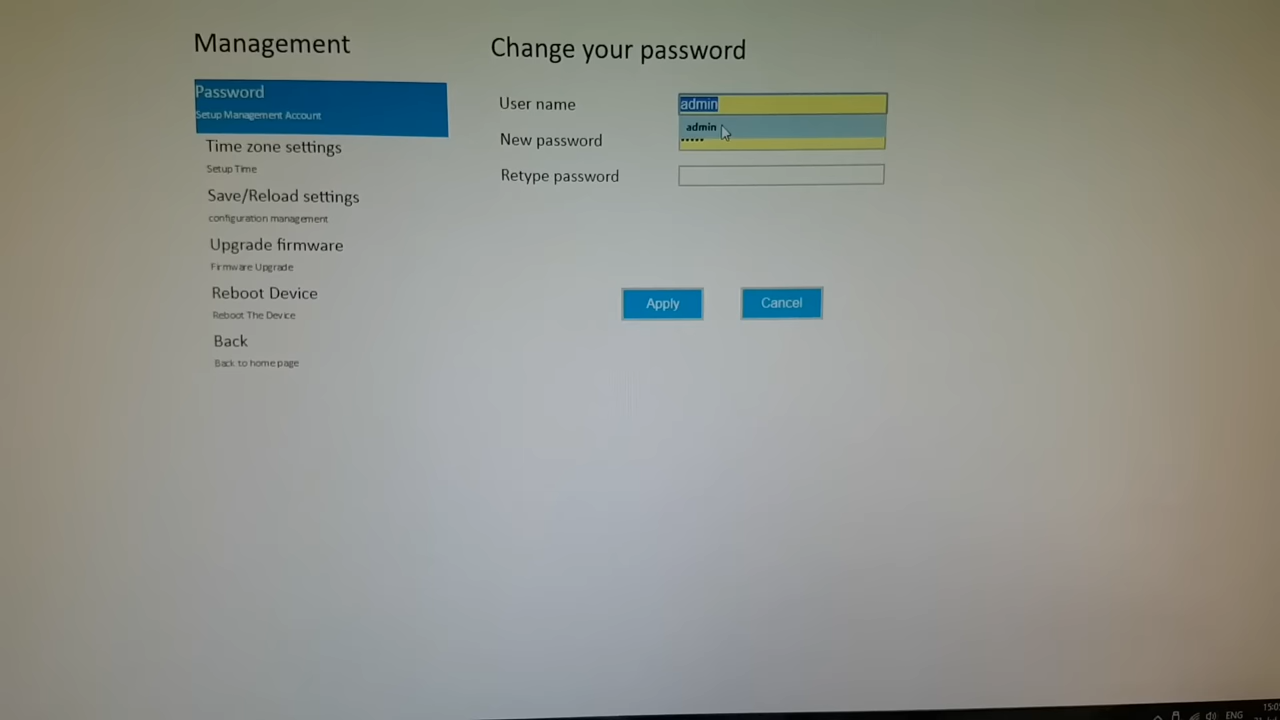 Management
Password
Setup Management Account
Time zone settings
Setup Time
Save/Reload settings
configuration management
Upgrade firmware
Firmware Upgrade
Reboot Device
Reboot The Device
Back
Back to home page
Change your password
User name admin
admin
New password •••••
Retype password
Apply Cancel
ENG